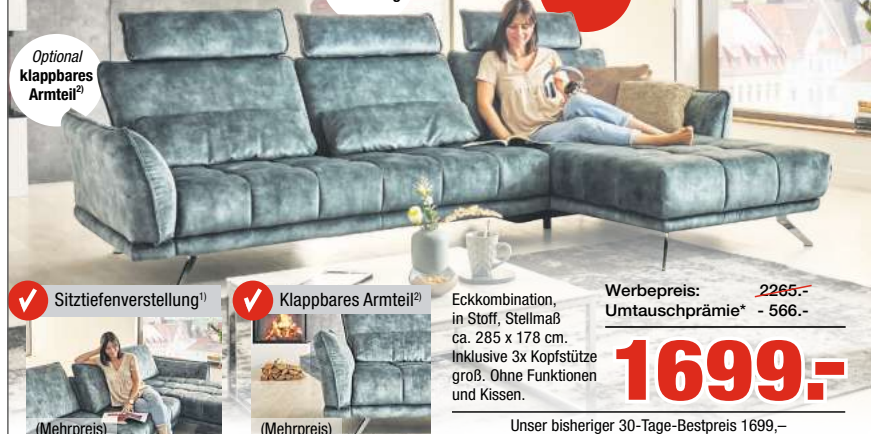 Optional
klappbares
Armteil2)
Sitztiefenverstellung1)
(Mehrpreis)
Klappbares Armteil2)
(Mehrpreis)
Eckkombination,
in Stoff, Stellmaß
ca. 285 x 178 cm.
Inklusive 3x Kopfstütze
groß. Ohne Funktionen
und Kissen.
Werbepreis: 2265.-
Umtauschprämie* - 566.-
1699.-
Unser bisheriger 30-Tage-Bestpreis 1699,–